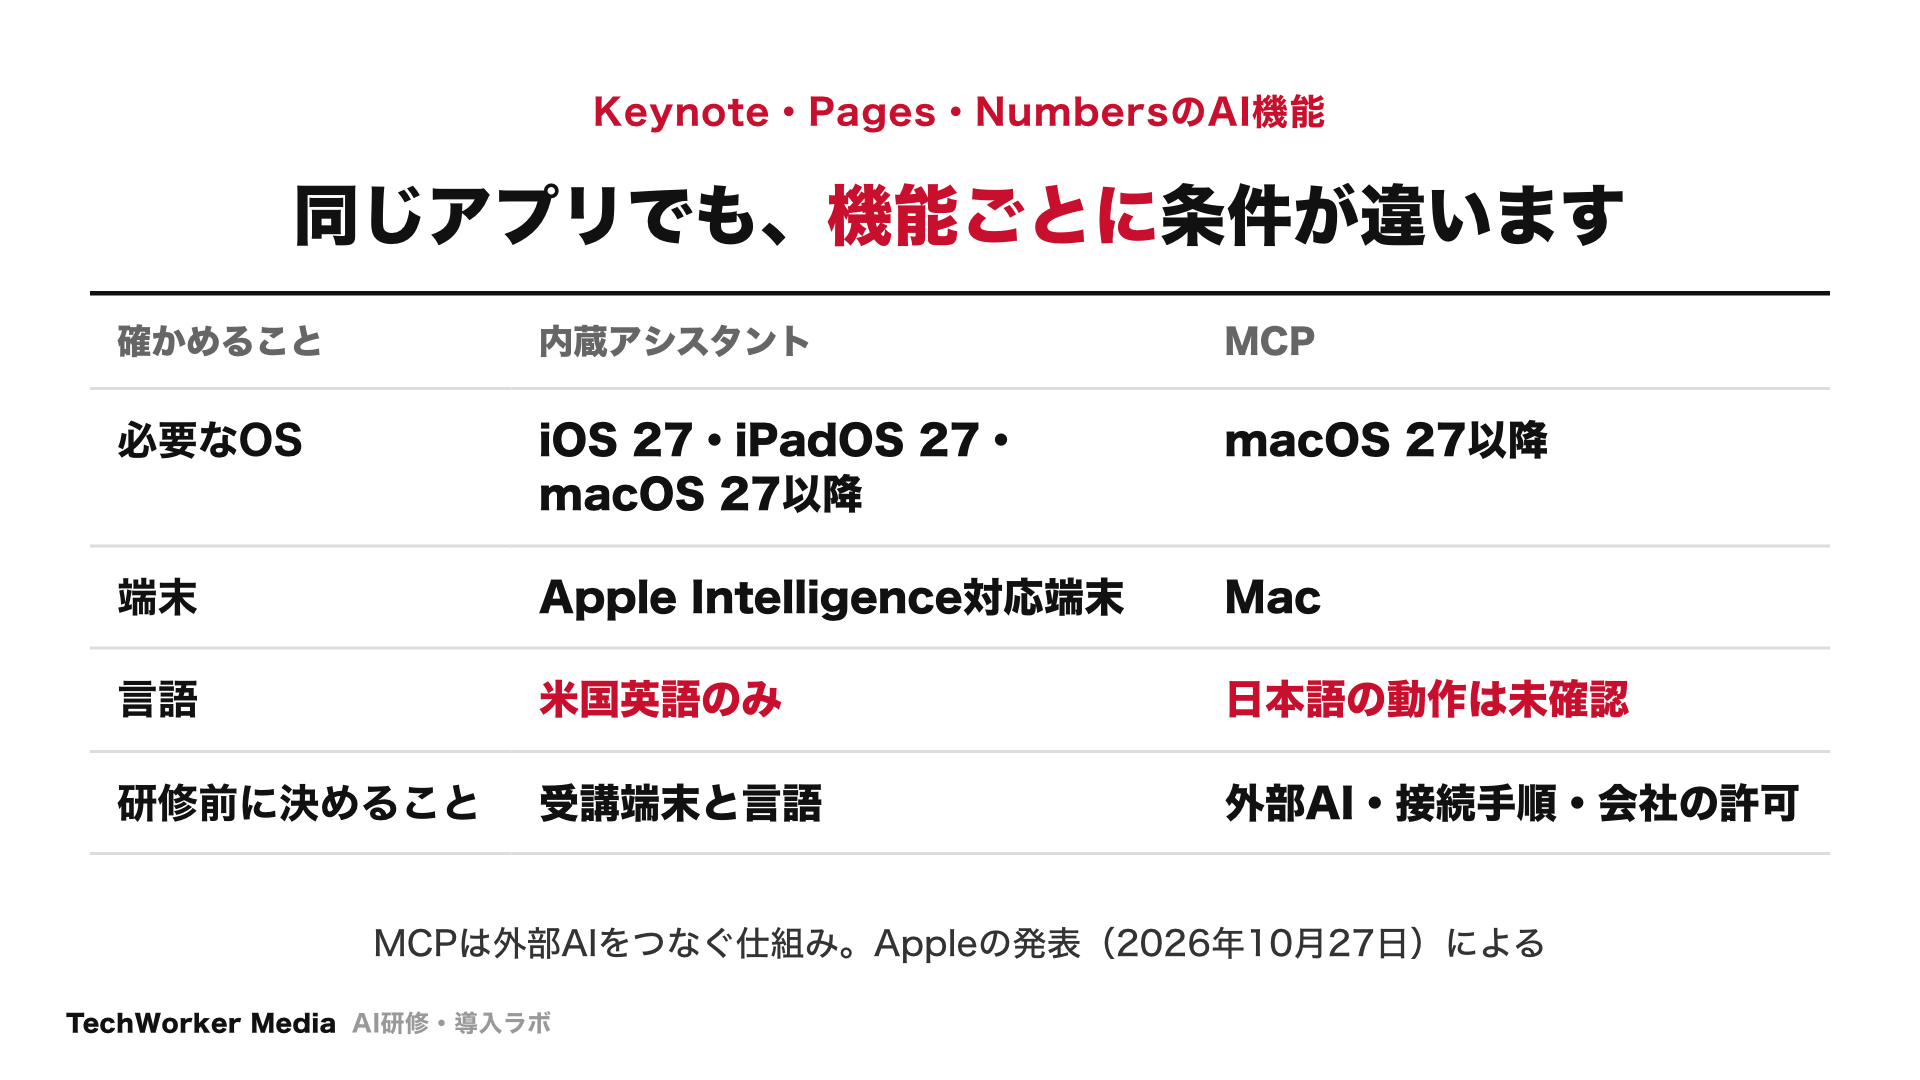 Keynote・Pages・NumbersのAI機能
同じアプリでも、機能ごとに条件が違います
確かめること 内蔵アシスタント MCP
必要なOS iOS 27・iPadOS 27・ macOS 27以降
macOS 27以降
端末 Apple Intelligence対応端末 Mac
言語 米国英語のみ 日本語の動作は未確認
研修前に決めること 受講端末と言語 外部AI・接続手順・会社の許可
MCPは外部AIをつなぐ仕組み。Appleの発表（2026年10月27日）による
TechWorker Media AI研修・導入ラボ